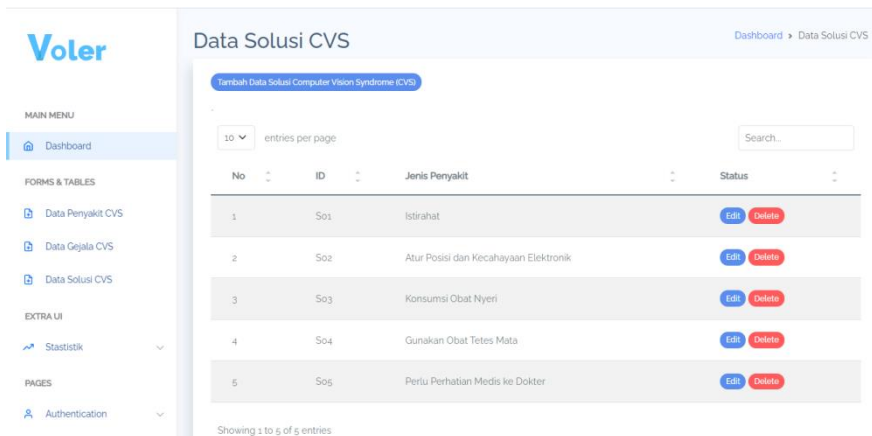 Voler
MAIN MENU
Dashboard
FORMS & TABLES
Data Penyakit CVS
Data Gejala CVS
Data Solusi CVS
EXTRA UI
Stastistik
PAGES
Authentication
Data Solusi CVS
Dashboard › Data Solusi CVS
Tambah Data Solusi Computer Vision Syndrome (CVS)
10 entries per page
Search...
No ID Jenis Penyakit Status
1 S01 Istirahat Edit Delete
2 S02 Atur Posisi dan Kecahayaan Elektronik Edit Delete
3 S03 Konsumsi Obat Nyeri Edit Delete
4 S04 Gunakan Obat Tetes Mata Edit Delete
5 S05 Perlu Perhatian Medis ke Dokter Edit Delete
Showing 1 to 5 of 5 entries